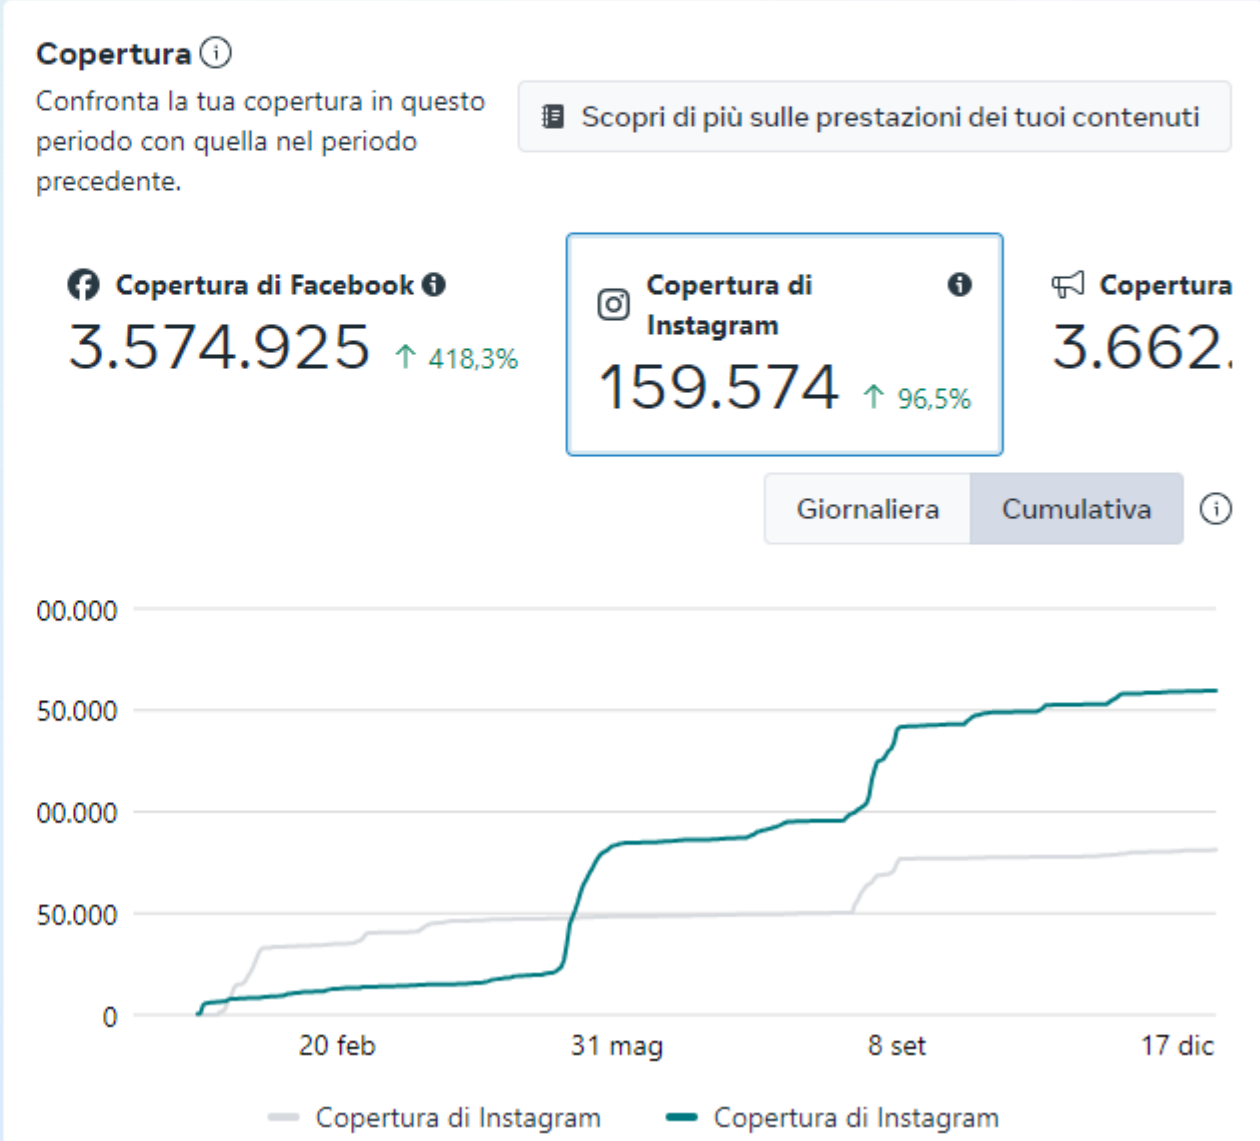 Copertura
Confronta la tua copertura in questo
periodo con quella nel periodo
precedente.
Scopri di più sulle prestazioni dei tuoi contenuti
Copertura di Facebook
3.574.925 ↑ 418,3%
Copertura di
Instagram
159.574 ↑ 96,5%
Copertura
3.662.
Giornaliera
Cumulativa
00.000
50.000
00.000
50.000
0
20 feb
31 mag
8 set
17 dic
Copertura di Instagram
Copertura di Instagram